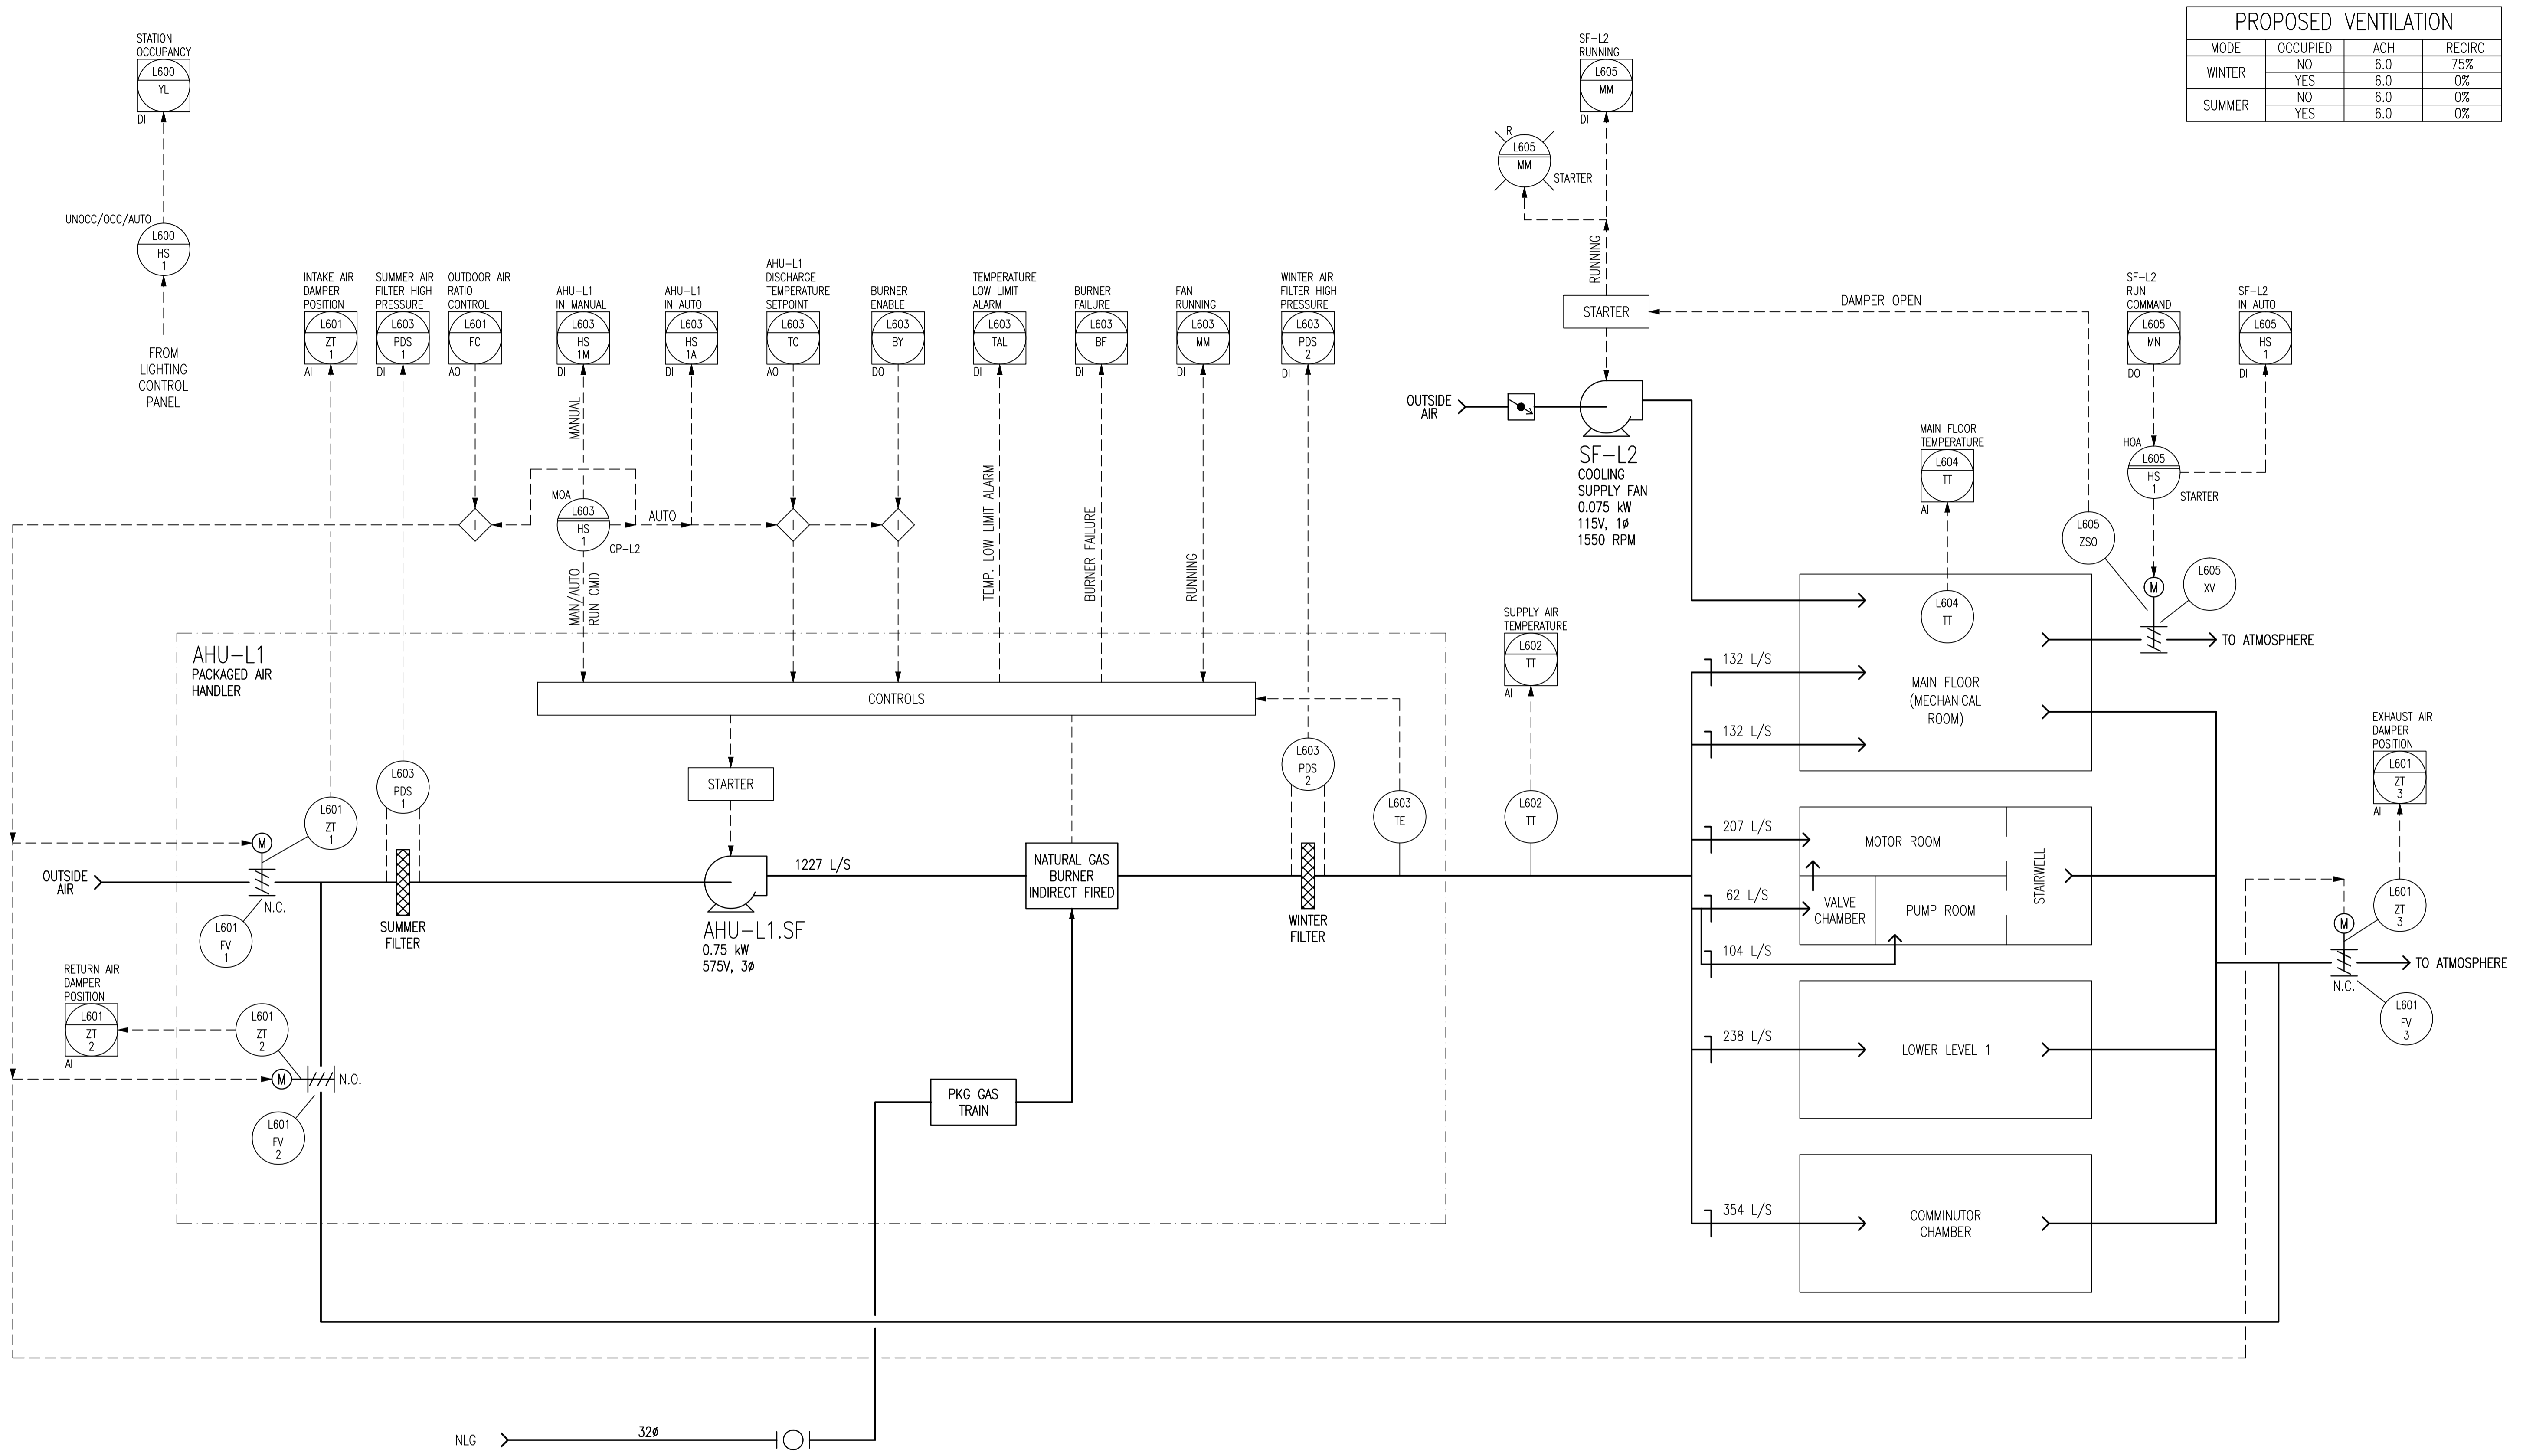 PROPOSED VENTILATION
MODE OCCUPIED ACH RECIRC
WINTER
NO 6.0 75%
YES 6.0 0%
SUMMER
NO 6.0 0%
YES 6.0 0%
STATION
OCCUPANCY
L600
YL
DI
UNOCC/OCC/AUTO
L600
HS
1
FROM
LIGHTING
CONTROL
PANEL
INTAKE AIR
DAMPER
POSITION
L601
ZT
1
AI
SUMMER AIR
FILTER HIGH
PRESSURE
L603
PDS
1
DI
OUTDOOR AIR
RATIO
CONTROL
L601
FC
AO
AHU-L1
IN MANUAL
L603
HS
1M
DI
MANUAL
AHU-L1
IN AUTO
L603
HS
1A
DI
AHU-L1
DISCHARGE
TEMPERATURE
SETPOINT
L603
TC
AO
BURNER
ENABLE
L603
BY
DO
TEMPERATURE
LOW LIMIT
ALARM
L603
TAL
DI
TEMP. LOW LIMIT ALARM
BURNER
FAILURE
L603
BF
DI
BURNER FAILURE
FAN
RUNNING
L603
MM
DI
RUNNING
WINTER AIR
FILTER HIGH
PRESSURE
L603
PDS
2
DI
I
MOA
L603
HS
1
CP-L2
AUTO
I
I
MAN/AUTO
RUN CMD
SF-L2
RUNNING
L605
MM
DI
R
L605
MM
STARTER
RUNNING
STARTER
DAMPER OPEN
OUTSIDE
AIR
SF-L2
COOLING
SUPPLY FAN
0.075 kW
115V, 1ø
1550 RPM
SF-L2
RUN
COMMAND
L605
MN
DO
SF-L2
IN AUTO
L605
HS
1
DI
HOA
L605
HS
1
STARTER
L605
ZSO
M
L605
XV
TO ATMOSPHERE
MAIN FLOOR
TEMPERATURE
L604
TT
AI
L604
TT
MAIN FLOOR
(MECHANICAL
ROOM)
132 L/S
132 L/S
AHU-L1
PACKAGED AIR
HANDLER
CONTROLS
STARTER
L603
PDS
1
L601
ZT
1
M
OUTSIDE
AIR
N.C.
L601
FV
1
SUMMER
FILTER
AHU-L1.SF
0.75 kW
575V, 3ø
1227 L/S
NATURAL GAS
BURNER
INDIRECT FIRED
L603
PDS
2
WINTER
FILTER
L603
TE
SUPPLY AIR
TEMPERATURE
L602
TT
AI
L602
TT
207 L/S
MOTOR ROOM
STAIRWELL
62 L/S
VALVE
CHAMBER
PUMP ROOM
104 L/S
238 L/S
LOWER LEVEL 1
354 L/S
COMMINUTOR
CHAMBER
EXHAUST AIR
DAMPER
POSITION
L601
ZT
3
AI
L601
ZT
3
M
TO ATMOSPHERE
N.C.
L601
FV
3
RETURN AIR
DAMPER
POSITION
L601
ZT
2
AI
L601
ZT
2
M
N.O.
L601
FV
2
PKG GAS
TRAIN
NLG
32ø